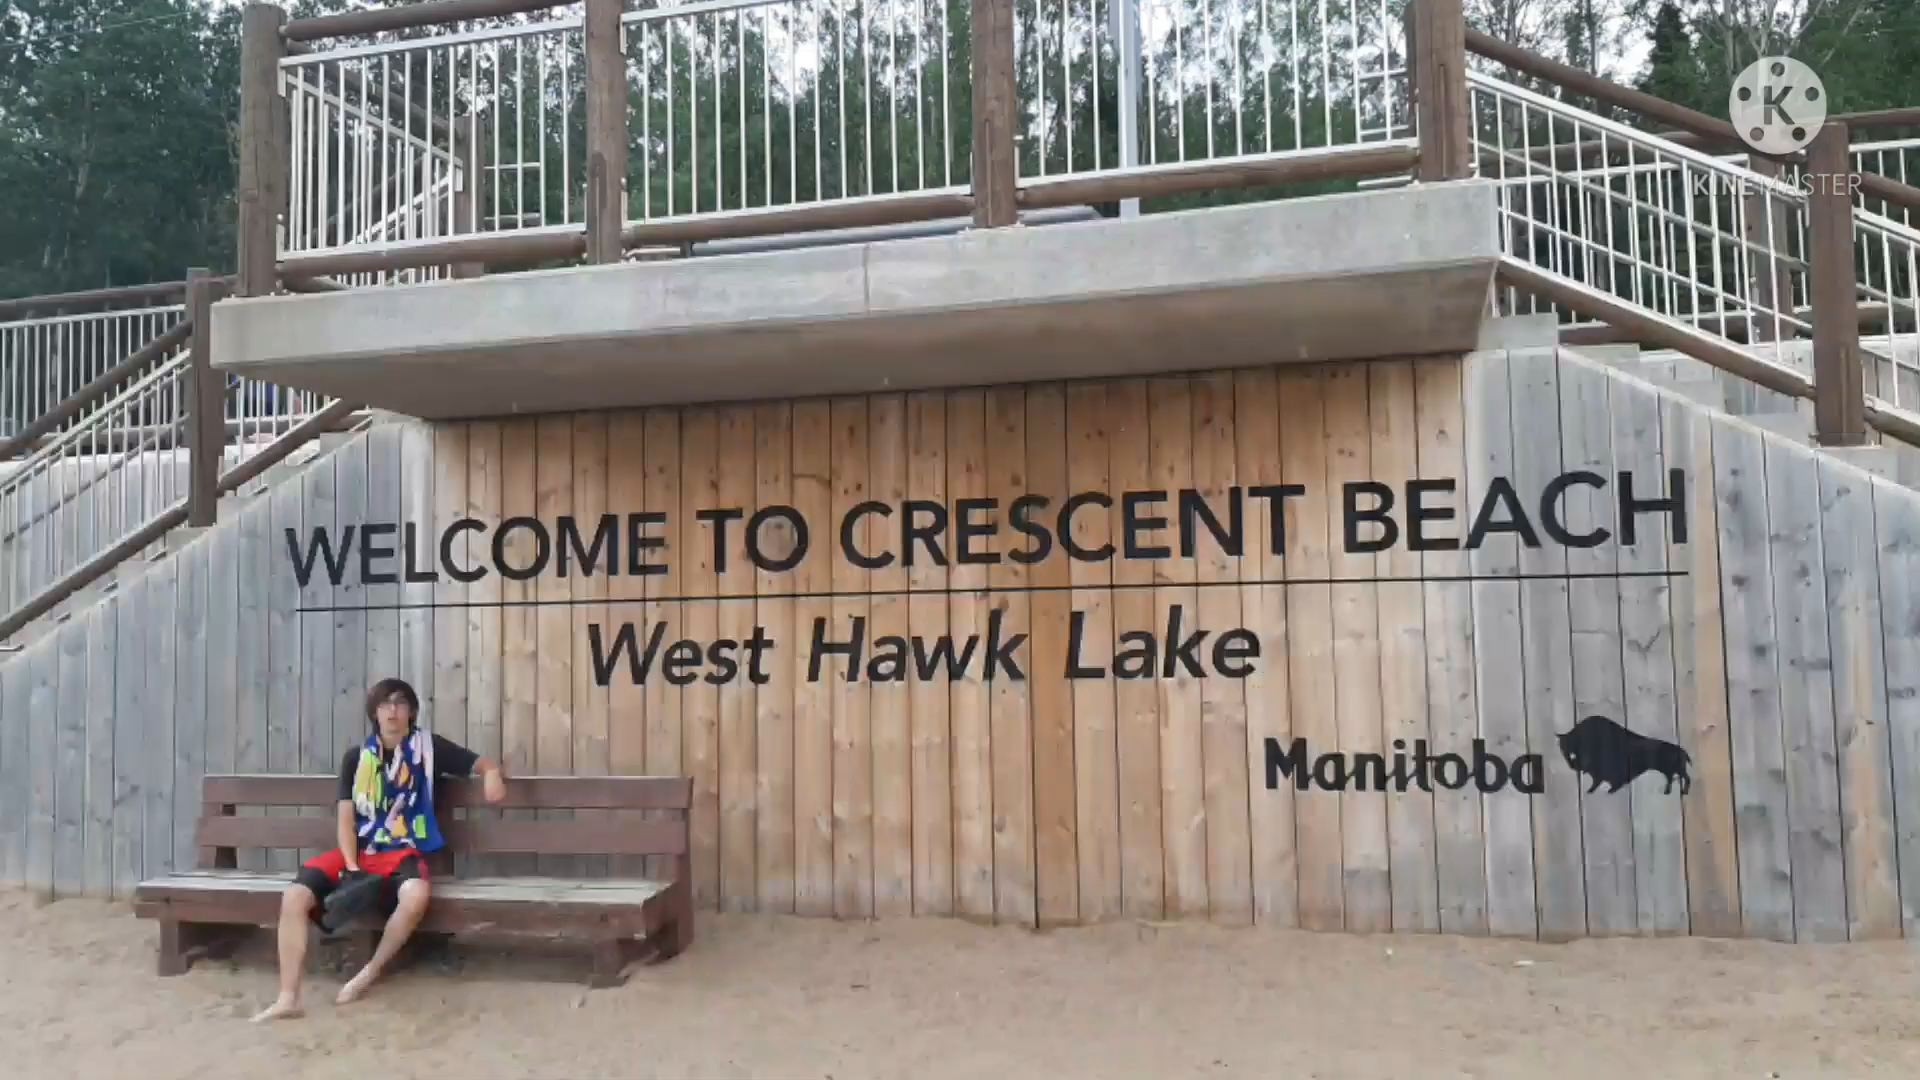 K
KINEMASTER
WELCOME TO CRESCENT BEACH
West Hawk Lake
Manitoba